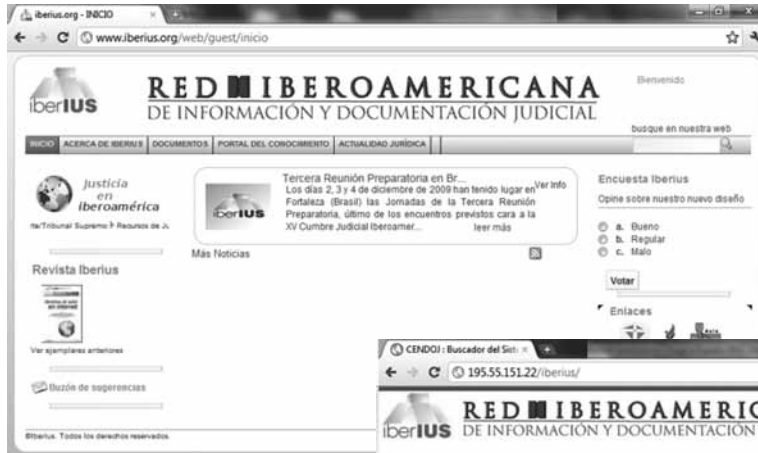 iberius.org - INICIO
www.iberius.org/web/guest/inicio
iberIUS
RED IBEROAMERICANA
DE INFORMACIÓN Y DOCUMENTACIÓN JUDICIAL
Bienvenido
busque en nuestra web
INICIO ACERCA DE IBERIUS DOCUMENTOS PORTAL DEL CONOCIMIENTO ACTUALIDAD JURÍDICA
Justicia
en
iberoamérica
Tribunal Supremo Recursos de
Revista Iberius
Ver ejemplares anteriores
Buzón de sugerencias
iberIUS
Tercera Reunión Preparatoria en Br...
Ver Info
Los días 2, 3 y 4 de diciembre de 2009 han tenido lugar en
Fortaleza (Brasil) las Jornadas de la Tercera Reunión
Preparatoria, último de los encuentros previstos cara a la
XV Cumbre Judicial Iberoamer... leer más
Más Noticias
Encuesta Iberius
Opine sobre nuestro nuevo diseño
a. Bueno
b. Regular
c. Malo
Votar
Enlaces
©Iberius. Todos los derechos reservados.
CENDOJ : Buscador del Sist
195.55.151.22/iberius/
iberIUS
RED IBEROAMERIC
DE INFORMACIÓN Y DOCUMENTACIÓN